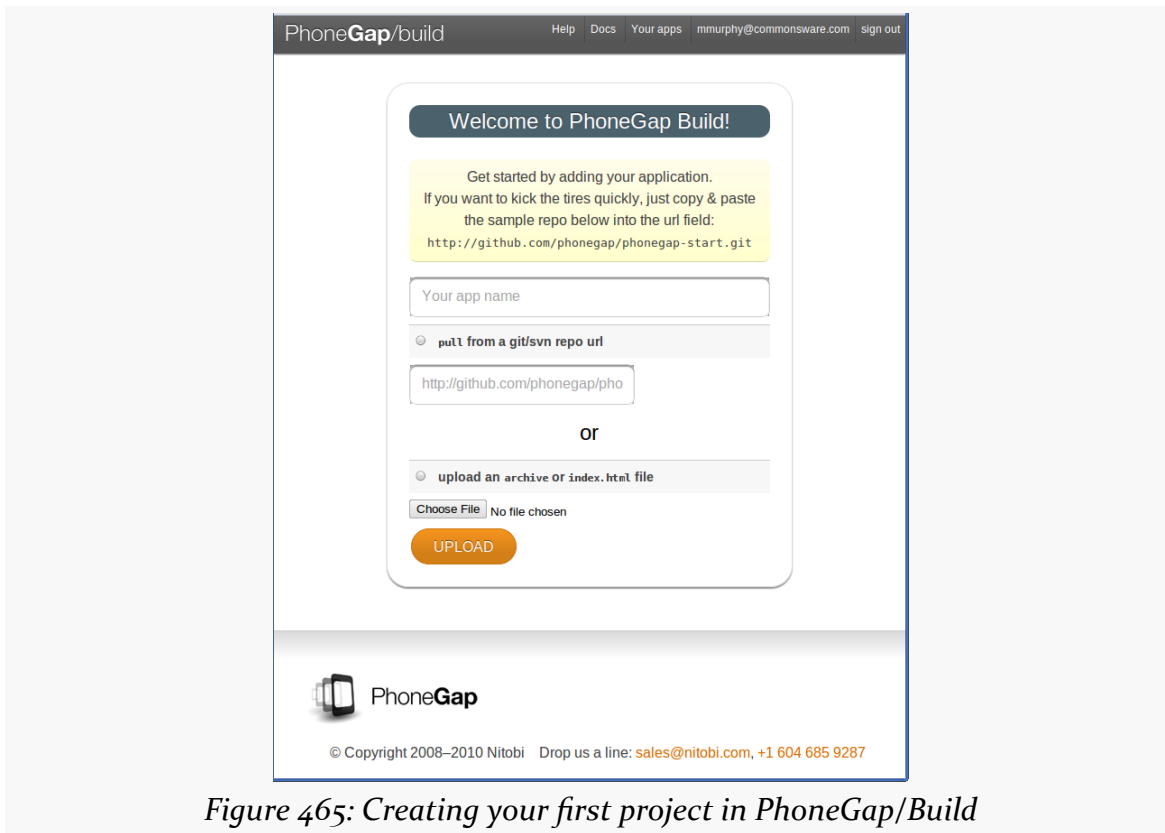 PhoneGap/build
Help Docs Your apps mmurphy@commonsware.com sign out
Welcome to PhoneGap Build!
Get started by adding your application.
If you want to kick the tires quickly, just copy & paste
the sample repo below into the url field:
http://github.com/phonegap/phonegap-start.git
Your app name
pull from a git/svn repo url
http://github.com/phonegap/pho
or
upload an archive or index.html file
Choose File No file chosen
UPLOAD
PhoneGap
© Copyright 2008–2010 Nitobi Drop us a line: sales@nitobi.com, +1 604 685 9287
Figure 465: Creating your first project in PhoneGap/Build